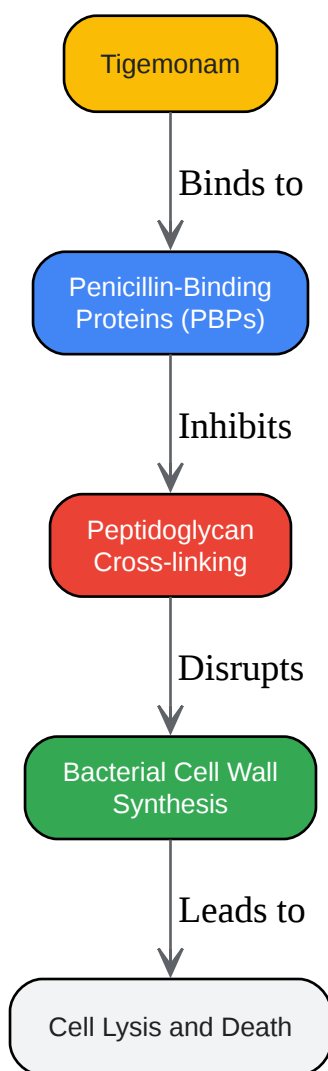 Tigemonam
Binds to
Penicillin-Binding
Proteins (PBPs)
Inhibits
Peptidoglycan
Cross-linking
Disrupts
Bacterial Cell Wall
Synthesis
Leads to
Cell Lysis and Death